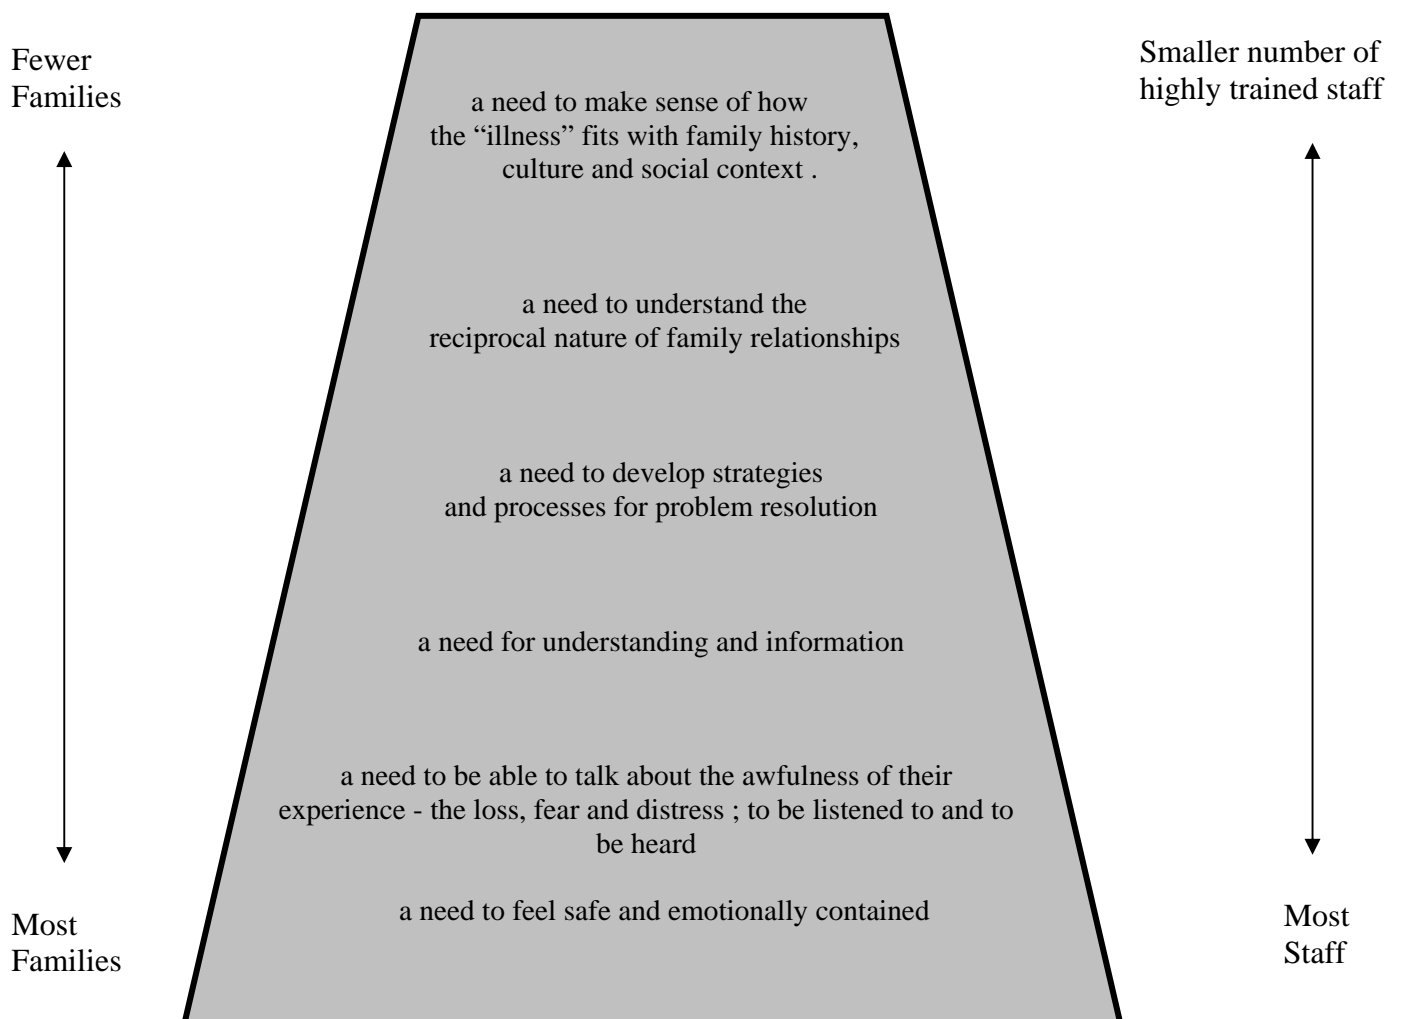 Fewer
Families
Smaller number of
highly trained staff
a need to make sense of how
the “illness” fits with family history,
culture and social context .
a need to understand the
reciprocal nature of family relationships
a need to develop strategies
and processes for problem resolution
a need for understanding and information
a need to be able to talk about the awfulness of their
experience - the loss, fear and distress ; to be listened to and to
be heard
a need to feel safe and emotionally contained
Most
Families
Most
Staff